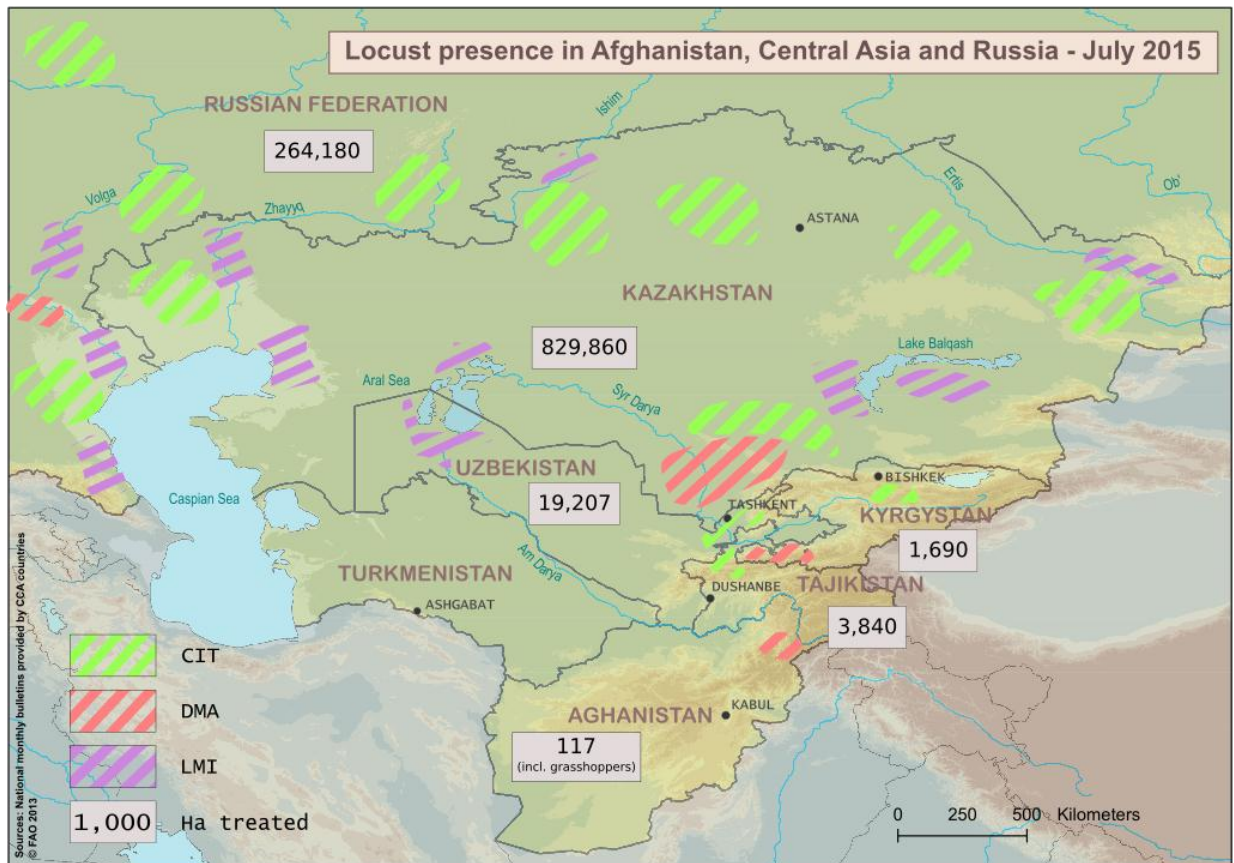 Locust presence in Afghanistan, Central Asia and Russia - July 2015
RUSSIAN FEDERATION
264,180
Ishim
Ertis
Ob'
Volga
Zhayyq
ASTANA
KAZAKHSTAN
829,860
Lake Balqash
Aral Sea
Syr Darya
UZBEKISTAN
19,207
BISHKEK
TASHKENT
KYRGYSTAN
1,690
Caspian Sea
Am Darya
TURKMENISTAN
ASHGABAT
DUSHANBE
TAJIKISTAN
3,840
AGHANISTAN
KABUL
117
(incl. grasshoppers)
CIT
DMA
LMI
1,000 Ha treated
0 250 500 Kilometers
Sources: National monthly bulletins provided by CCA countries
© FAO 2013